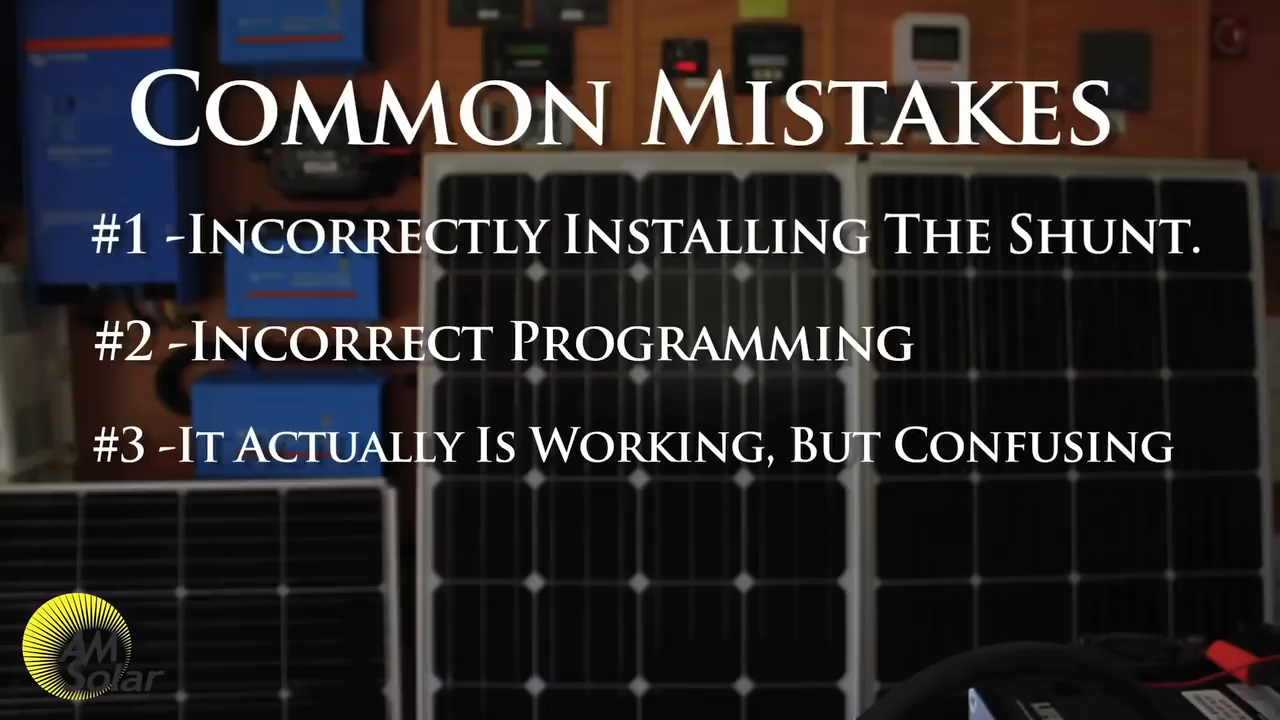 COMMON MISTAKES
#1 -INCORRECTLY INSTALLING THE SHUNT.
#2 -INCORRECT PROGRAMMING
#3 -IT ACTUALLY IS WORKING, BUT CONFUSING
AM
Solar